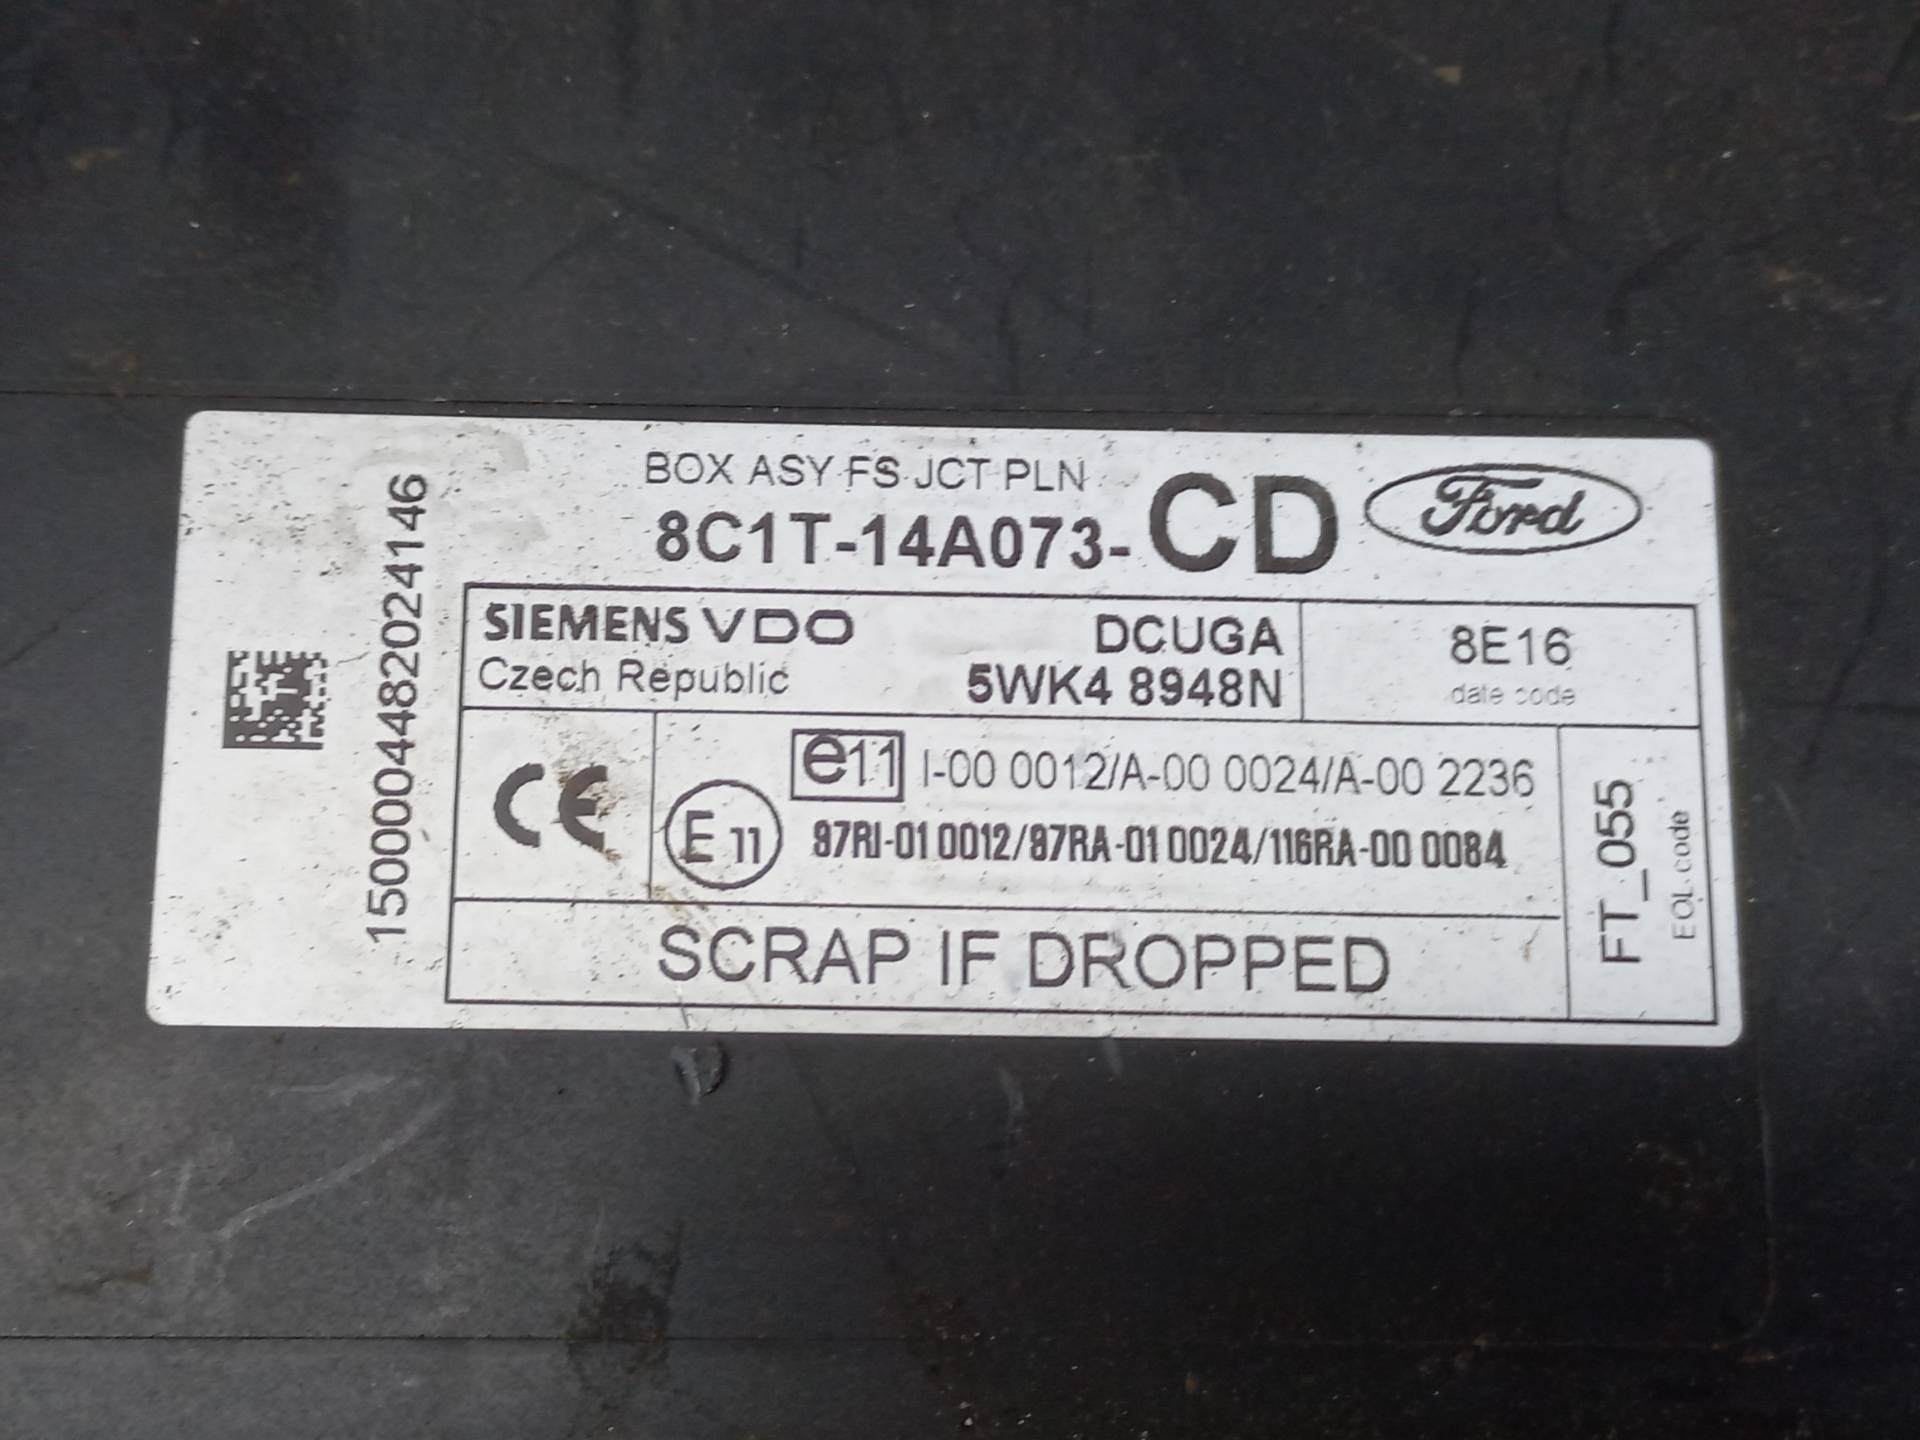 BOX ASY FS JCT PLN
8C1T-14A073-CD
Ford
SIEMENS VDO
Czech Republic
DCUGA
5WK4 8948N
8E16
date code
CE
E 11
e11 I-00 0012/A-00 0024/A-00 2236
97RI-01 0012/97RA-01 0024/116RA-00 0084
SCRAP IF DROPPED
FT_055
EOL code
150004482024146